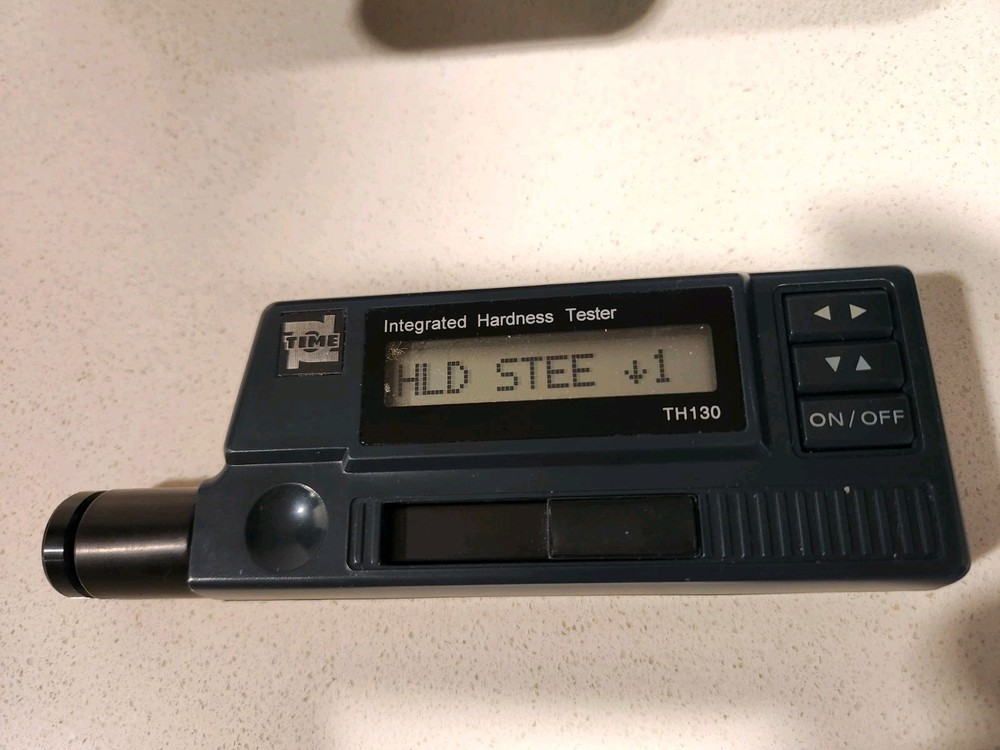 TIME
Integrated Hardness Tester
HLD STEE ↓1
TH130
◀ ▶
▼ ▲
ON/OFF